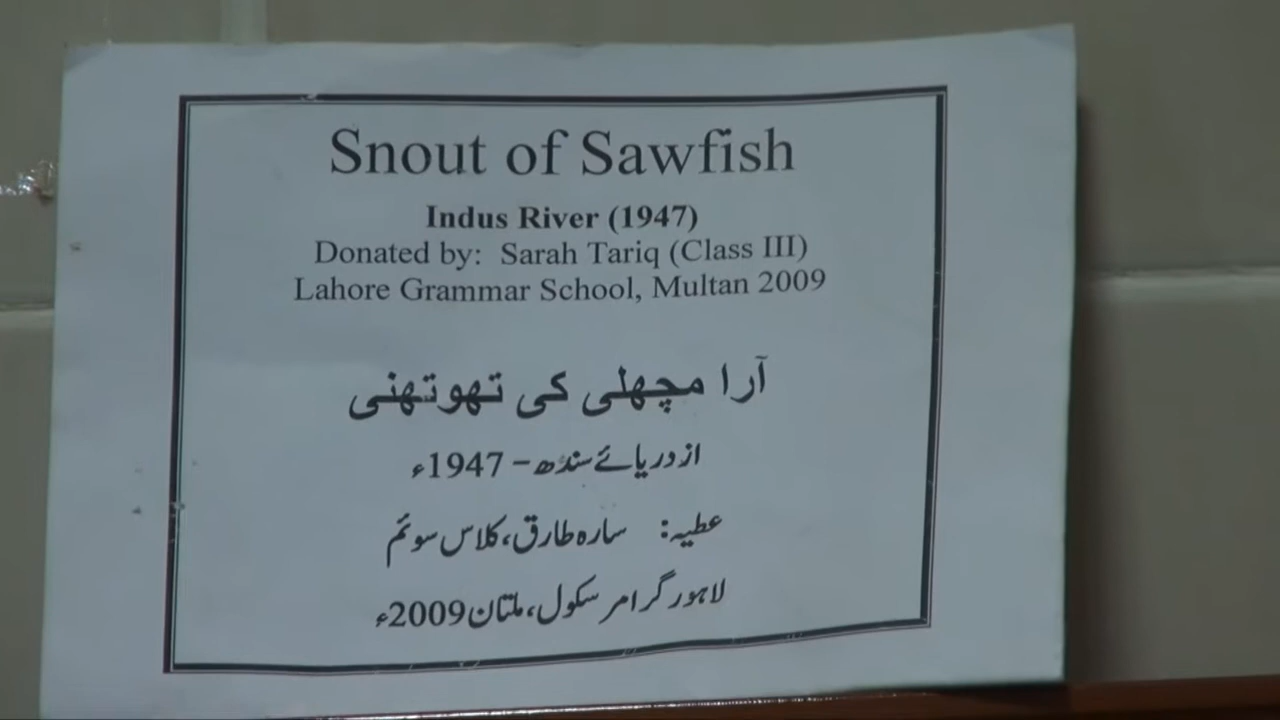 Snout of Sawfish
Indus River (1947)
Donated by: Sarah Tariq (Class III)
Lahore Grammar School, Multan 2009
آرا مچھلی کی تھوتھنی
از دریائے سندھ – 1947ء
عطیہ: سارہ طارق، کلاس سوئم
لاہور گرامر سکول، ملتان 2009ء